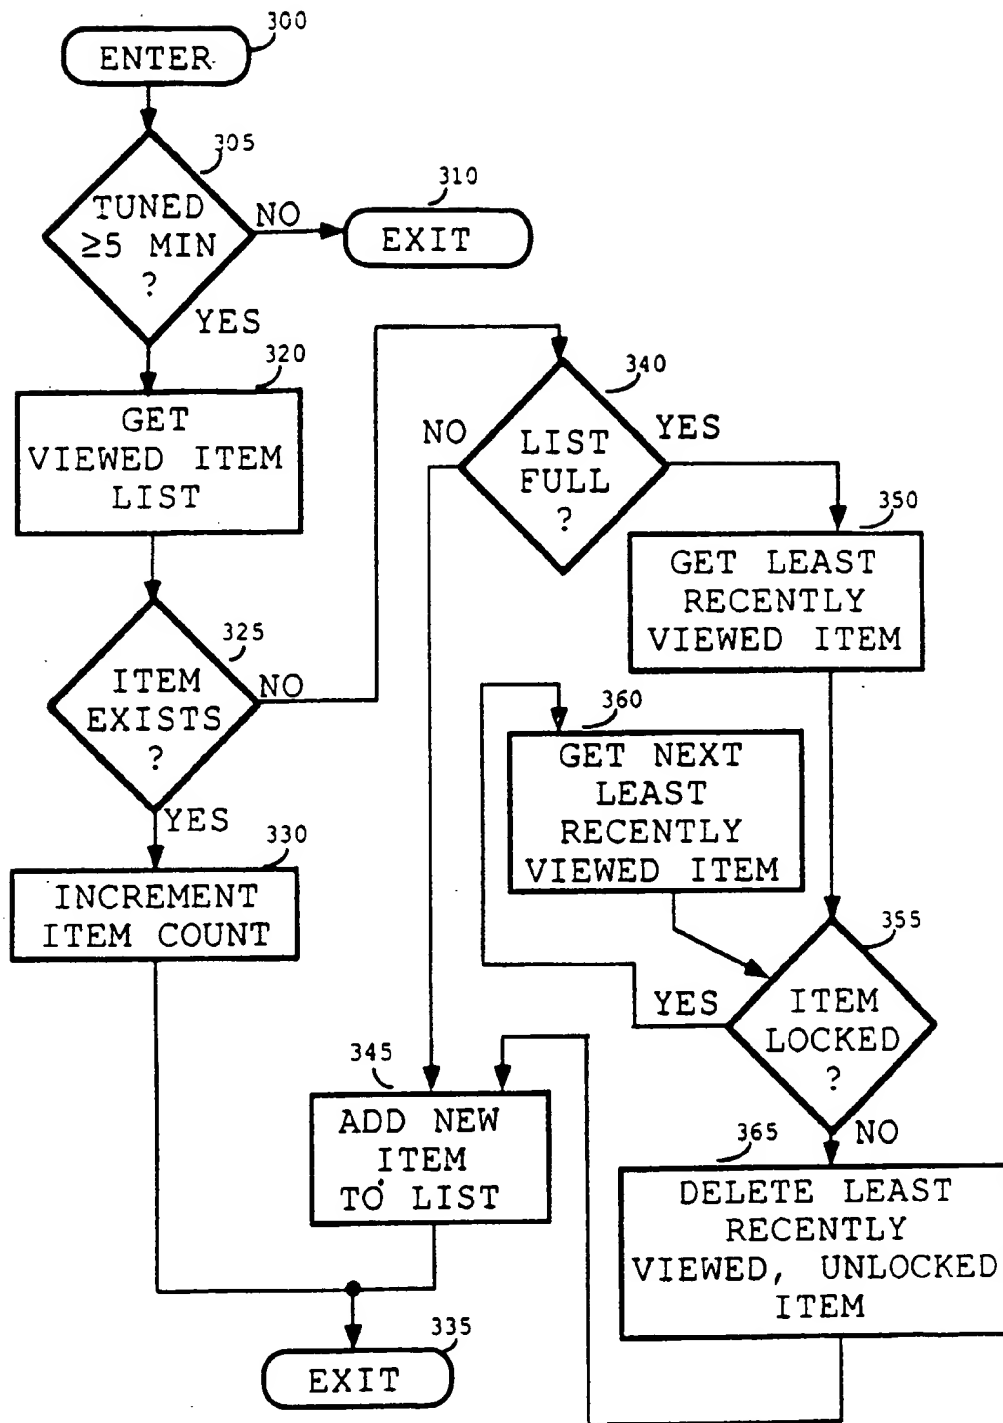 300
ENTER
305
TUNED
≥5 MIN
?
NO
310
EXIT
YES
320
GET
VIEWED ITEM
LIST
325
ITEM
EXISTS
?
NO
YES
330
INCREMENT
ITEM COUNT
340
LIST
FULL
?
NO
YES
350
GET LEAST
RECENTLY
VIEWED ITEM
360
GET NEXT
LEAST
RECENTLY
VIEWED ITEM
355
ITEM
LOCKED
?
YES
NO
345
ADD NEW
ITEM
TO LIST
365
DELETE LEAST
RECENTLY
VIEWED, UNLOCKED
ITEM
335
EXIT